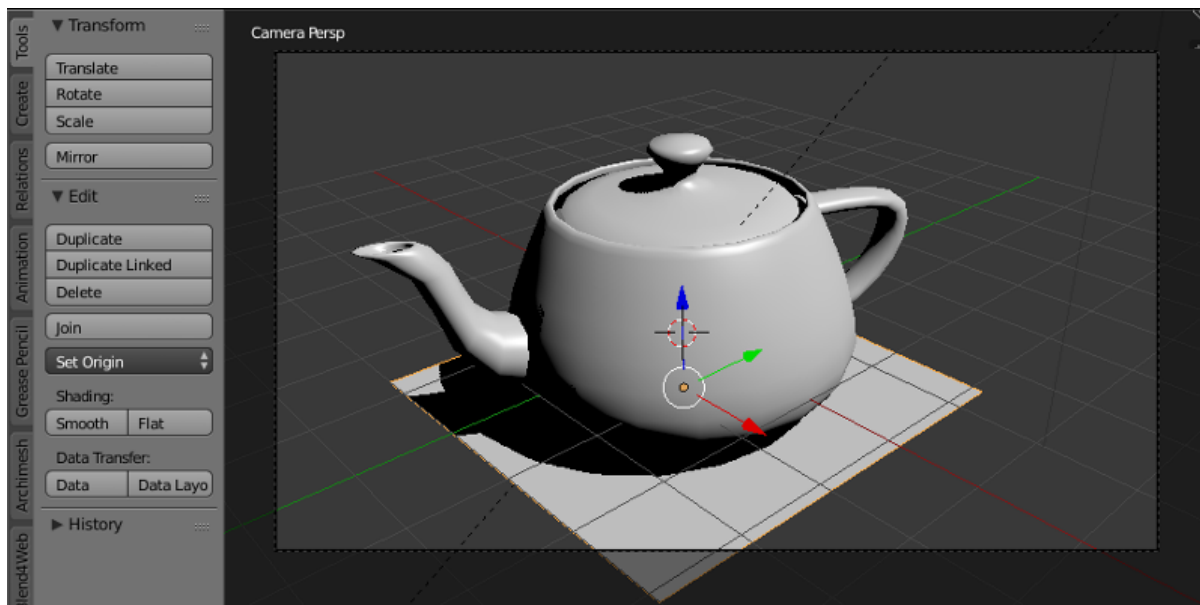 Tools
Create
Relations
Animation
Grease Pencil
Archimesh
Blend4Web
Transform
Translate
Rotate
Scale
Mirror
Edit
Duplicate
Duplicate Linked
Delete
Join
Set Origin
Shading:
Smooth Flat
Data Transfer:
Data Data Layo
History
Camera Persp